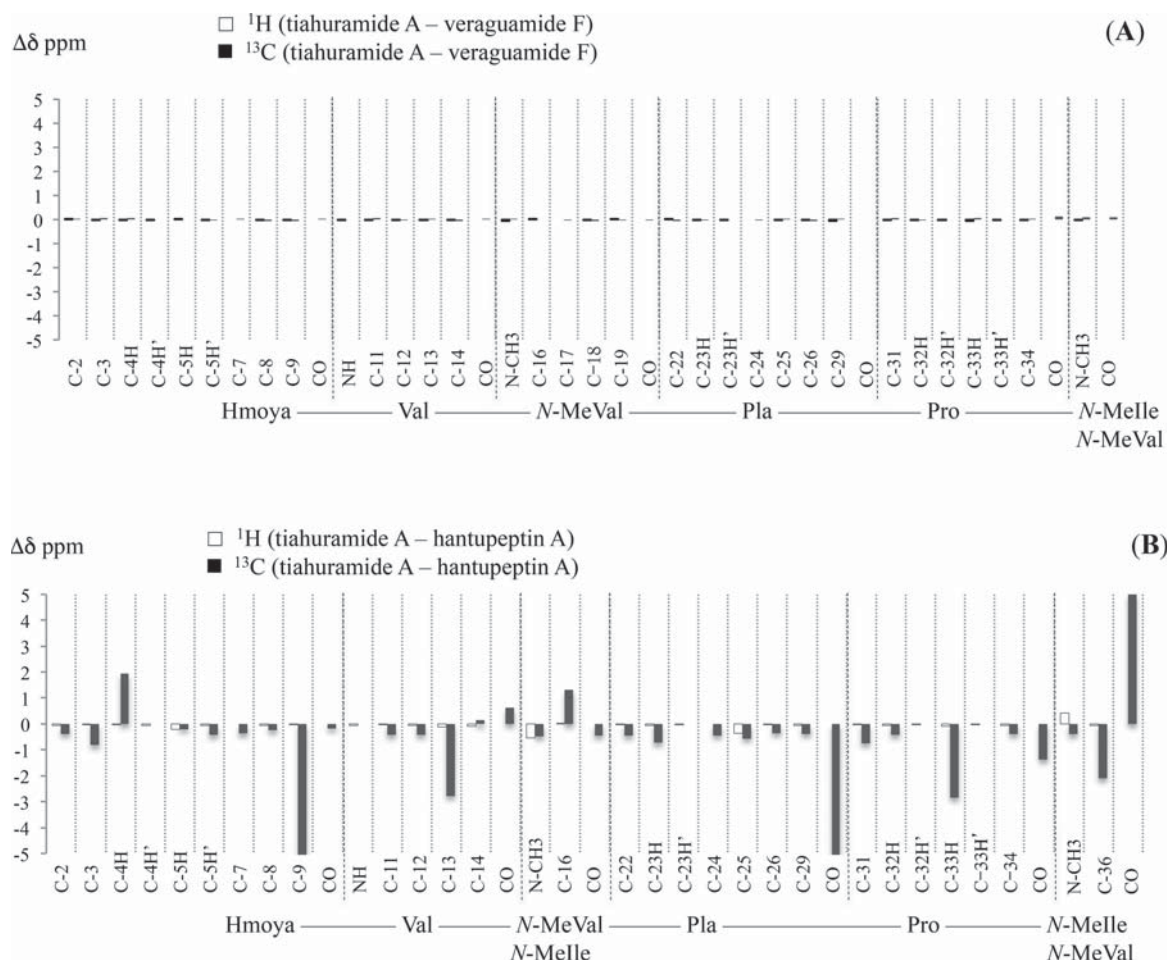 Δδ ppm
□ ¹H (tiahuramide A – veraguamide F)
■ ¹³C (tiahuramide A – veraguamide F)
(A)
5
4
3
2
1
0
-1
-2
-3
-4
-5
C-2 C-3 C-4H C-4H' C-5H C-5H' C-7 C-8 C-9 CO NH C-11 C-12 C-13 C-14 CO N-CH3 C-16 C-17 C-18 C-19 CO C-22 C-23H C-23H' C-24 C-25 C-26 C-29 CO C-31 C-32H C-32H' C-33H C-33H' C-34 CO N-CH3 CO
Hmoya Val N-MeVal Pla Pro N-MeIle
N-MeVal
Δδ ppm
□ ¹H (tiahuramide A – hantupeptin A)
■ ¹³C (tiahuramide A – hantupeptin A)
(B)
5
4
3
2
1
0
-1
-2
-3
-4
-5
C-2 C-3 C-4H C-4H' C-5H C-5H' C-7 C-8 C-9 CO NH C-11 C-12 C-13 C-14 CO N-CH3 C-16 CO C-22 C-23H C-23H' C-24 C-25 C-26 C-29 CO C-31 C-32H C-32H' C-33H C-33H' C-34 CO N-CH3 C-36 CO
Hmoya Val N-MeVal Pla Pro N-MeIle
N-MeIle N-MeVal